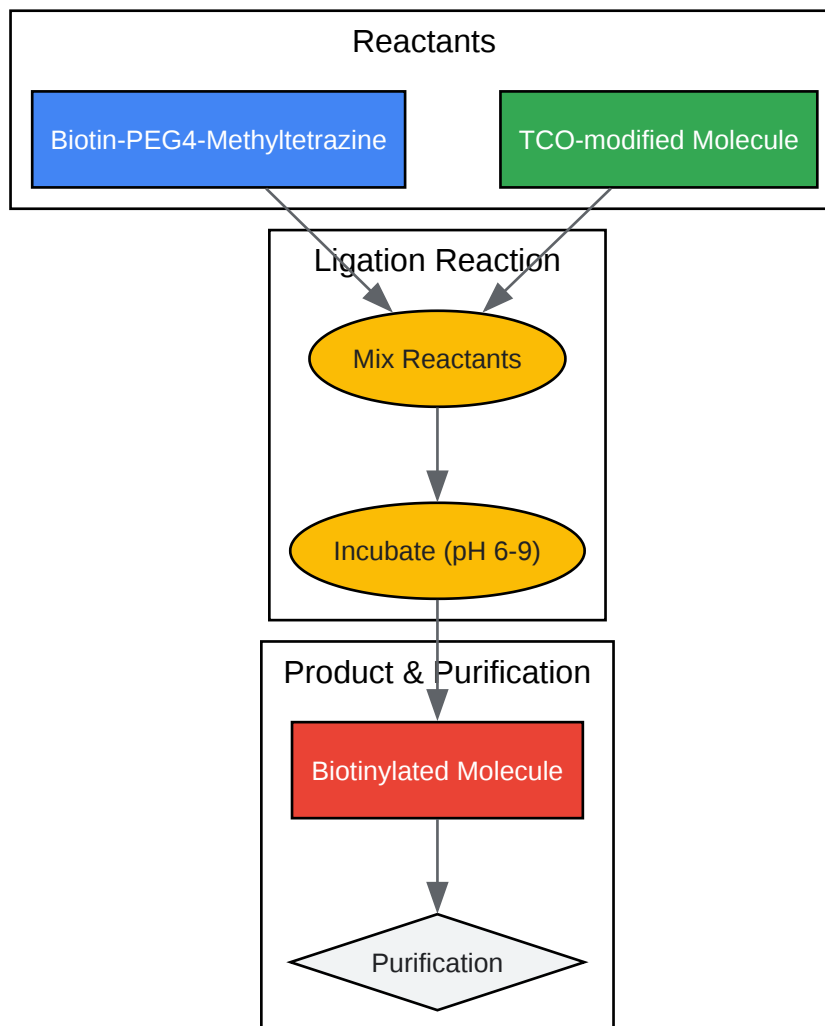 Reactants
Biotin-PEG4-Methyltetrazine
TCO-modified Molecule
Ligation Reaction
Mix Reactants
Incubate (pH 6-9)
Product & Purification
Biotinylated Molecule
Purification